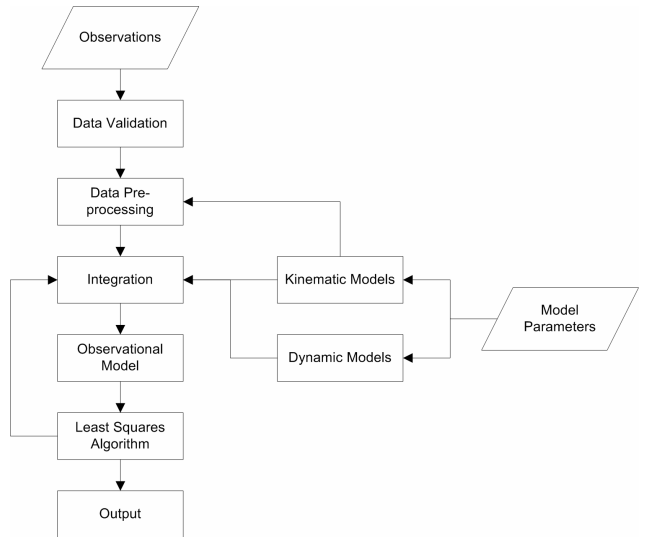 Observations
Data Validation
Data Pre-
processing
Integration
Kinematic Models
Model
Parameters
Observational
Model
Dynamic Models
Least Squares
Algorithm
Output